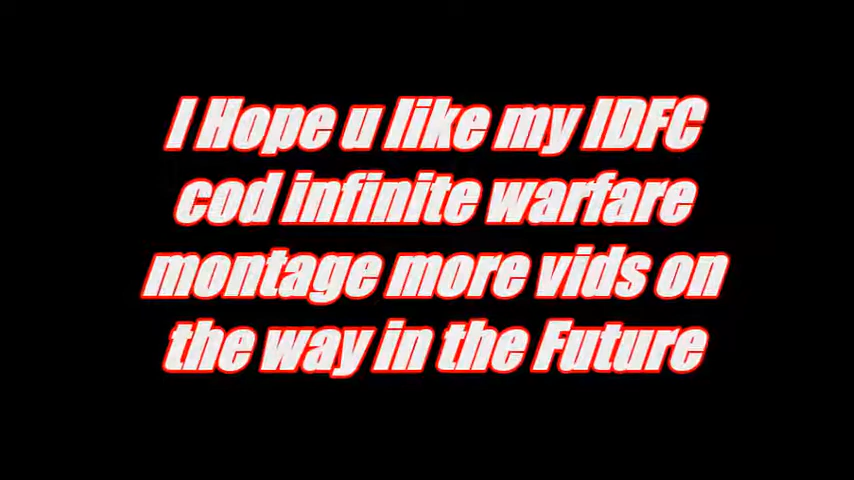 I Hope u like my IDFC
cod infinite warfare
montage more vids on
the way in the Future